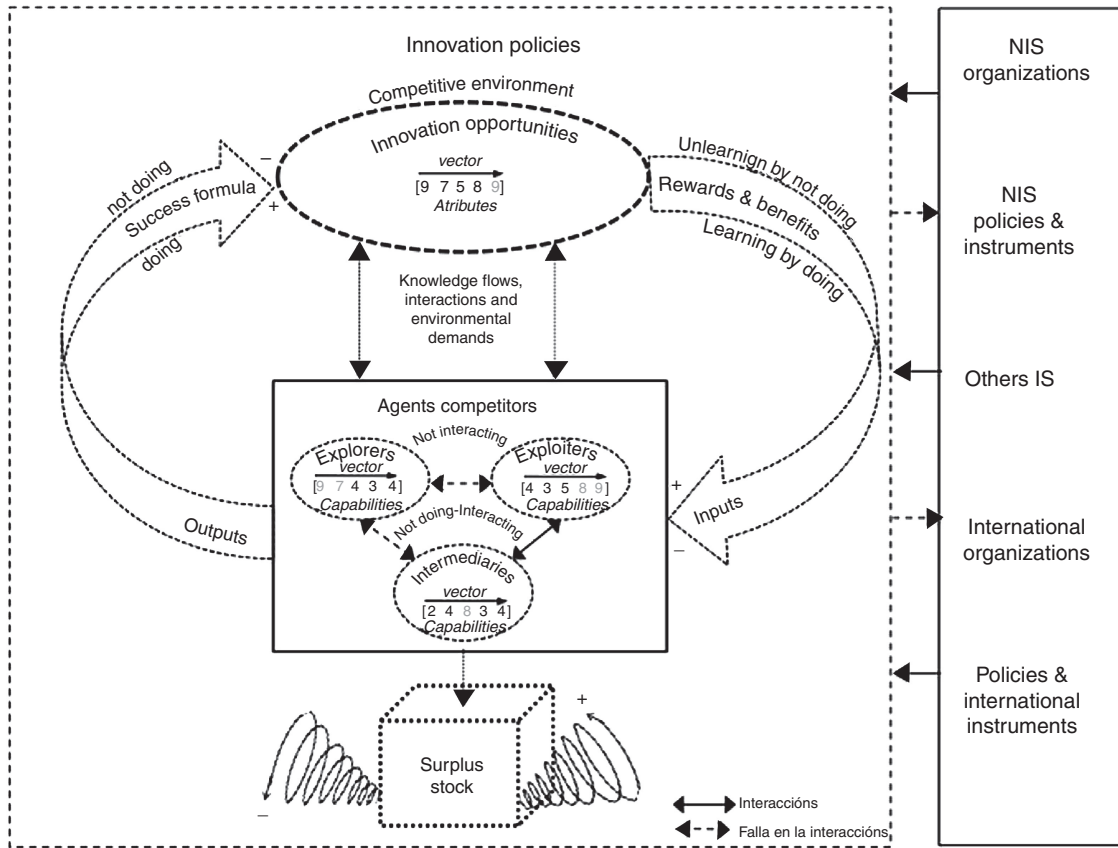 Innovation policies
Competitive environment
Innovation opportunities
vector
[9 7 5 8 9]
Atributes
not doing
Success formula
doing
−
+
Unlearnign by not doing
Rewards & benefits
Learning by doing
Knowledge flows,
interactions and
environmental
demands
Agents competitors
Not interacting
Explorers
vector
[9 7 4 3 4]
Capabilities
Exploiters
vector
[4 3 5 8 9]
Capabilities
Not doing-Interacting
Intermediaries
vector
[2 4 8 3 4]
Capabilities
Outputs
+
Inputs
−
Surplus
stock
−
+
Interaccións
Falla en la interaccións
NIS
organizations
NIS
policies &
instruments
Others IS
International
organizations
Policies &
international
instruments